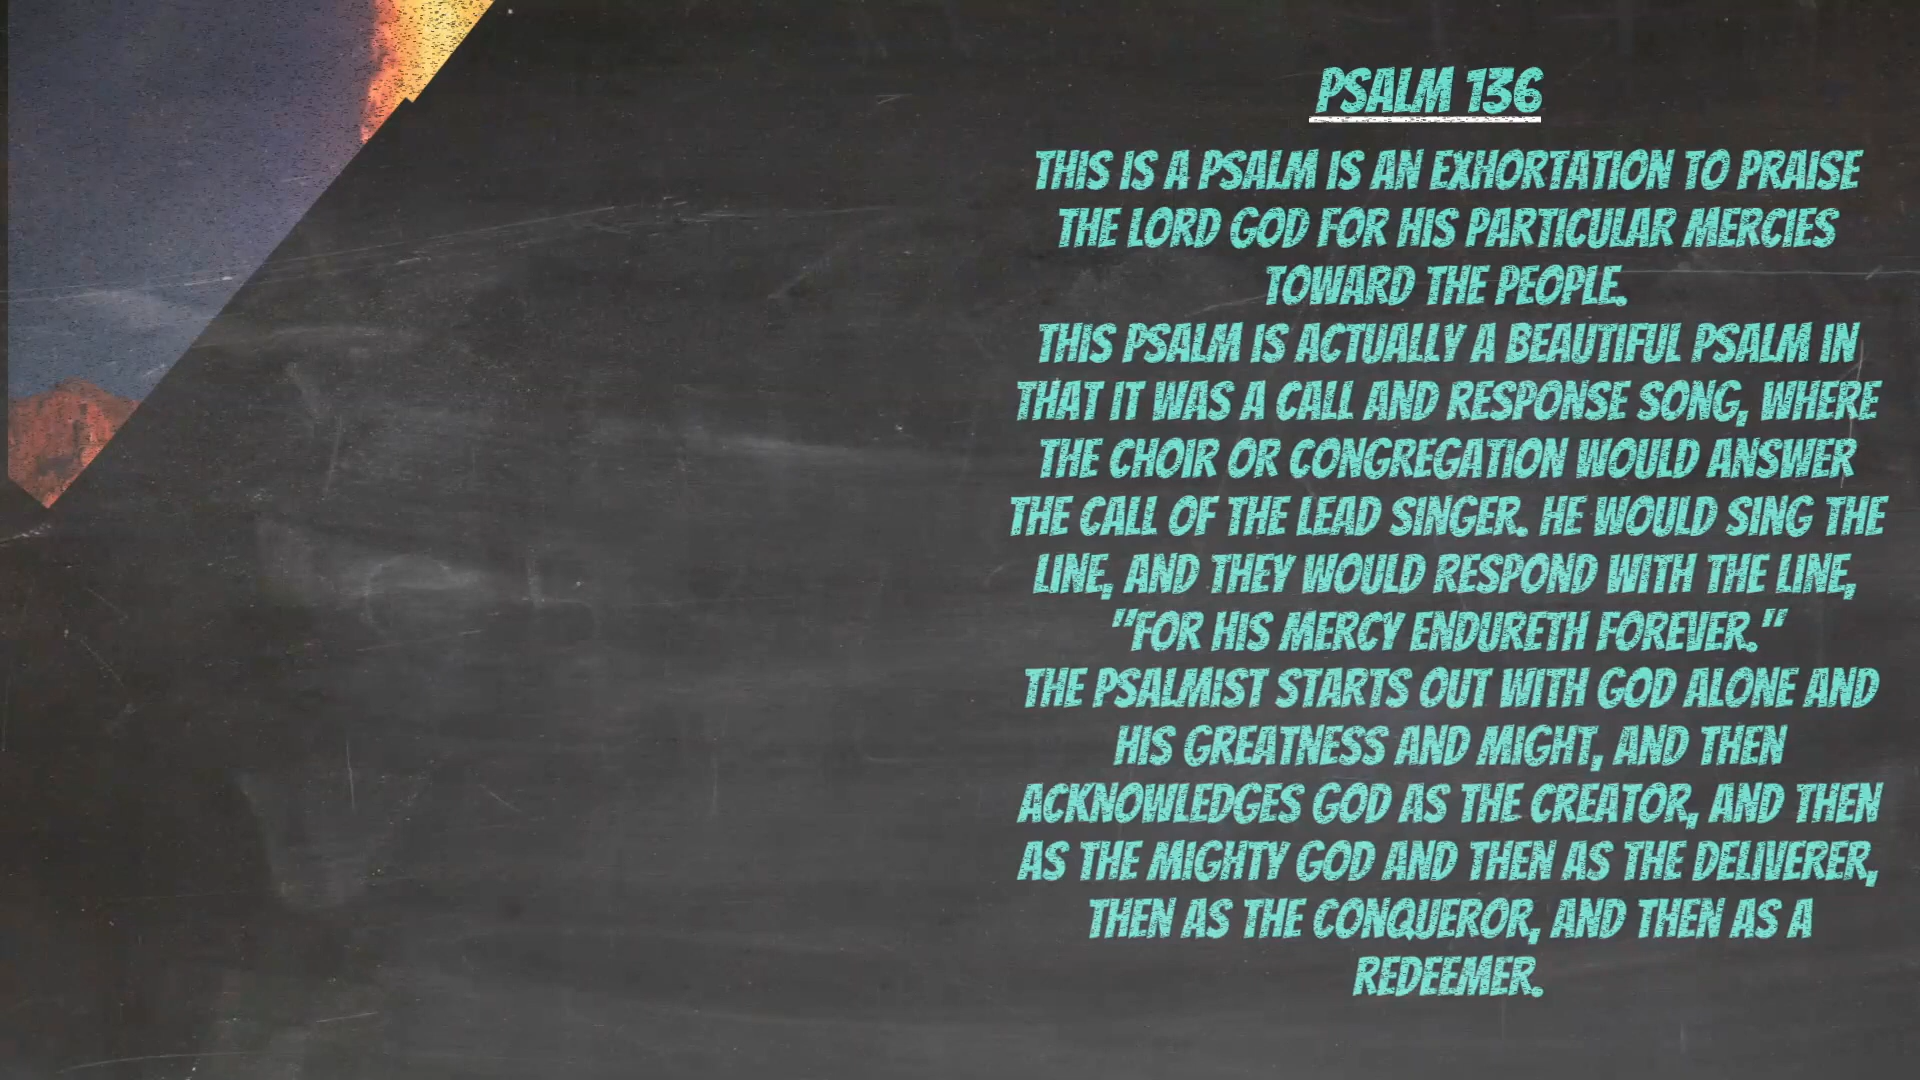 PSALM 136
THIS IS A PSALM IS AN EXHORTATION TO PRAISE
THE LORD GOD FOR HIS PARTICULAR MERCIES
TOWARD THE PEOPLE.
THIS PSALM IS ACTUALLY A BEAUTIFUL PSALM IN
THAT IT WAS A CALL AND RESPONSE SONG, WHERE
THE CHOIR OR CONGREGATION WOULD ANSWER
THE CALL OF THE LEAD SINGER. HE WOULD SING THE
LINE, AND THEY WOULD RESPOND WITH THE LINE,
"FOR HIS MERCY ENDURETH FOREVER."
THE PSALMIST STARTS OUT WITH GOD ALONE AND
HIS GREATNESS AND MIGHT, AND THEN
ACKNOWLEDGES GOD AS THE CREATOR, AND THEN
AS THE MIGHTY GOD AND THEN AS THE DELIVERER,
THEN AS THE CONQUEROR, AND THEN AS A
REDEEMER.